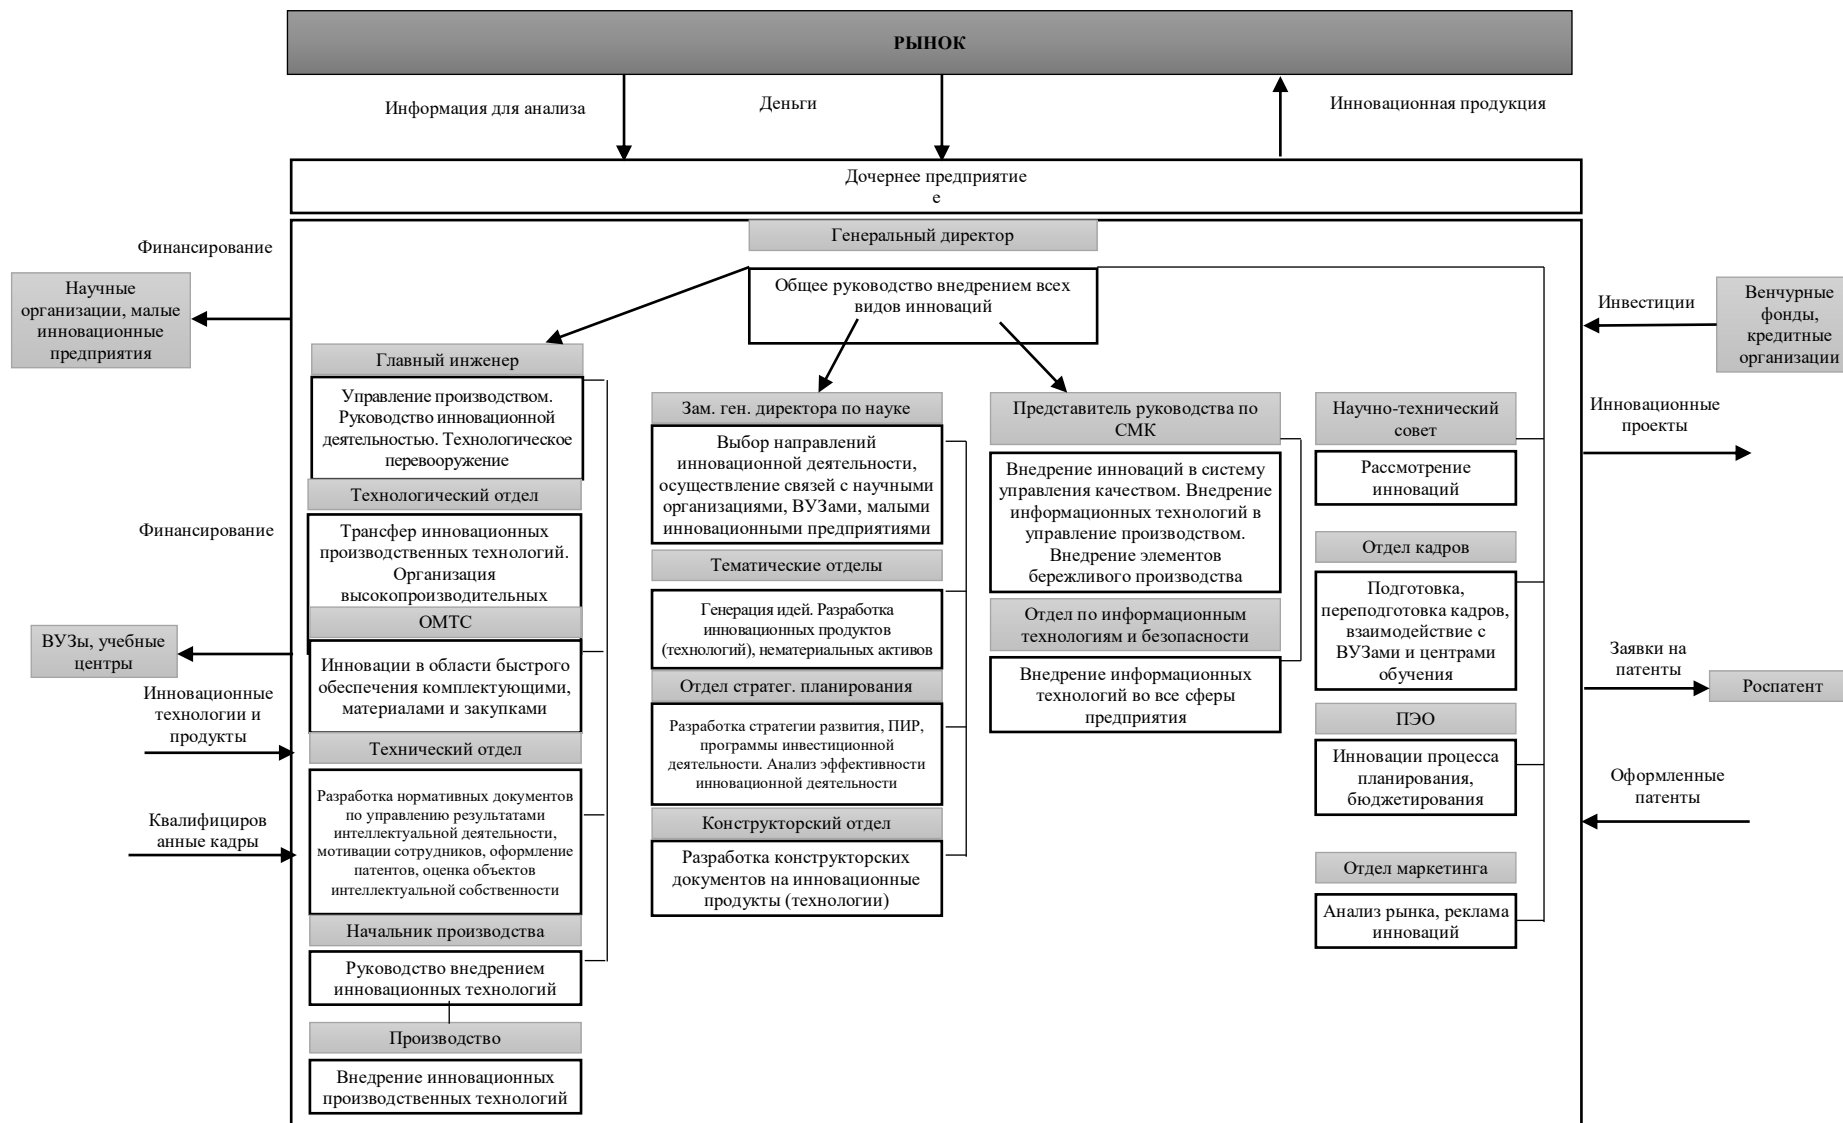 РЫНОК
Информация для анализа
Деньги
Инновационная продукция
Дочернее предприятие
е
Генеральный директор
Общее руководство внедрением всех
видов инноваций
Финансирование
Научные
организации, малые
инновационные
предприятия
Финансирование
ВУЗы, учебные
центры
Инновационные
технологии и
продукты
Квалифициров
анные кадры
Главный инженер
Управление производством.
Руководство инновационной
деятельностью. Технологическое
перевооружение
Технологический отдел
Трансфер инновационных
производственных технологий.
Организация
высокопроизводительных
ОМТС
Инновации в области быстрого
обеспечения комплектующими,
материалами и закупками
Технический отдел
Разработка нормативных документов
по управлению результатами
интеллектуальной деятельности,
мотивации сотрудников, оформление
патентов, оценка объектов
интеллектуальной собственности
Начальник производства
Руководство внедрением
инновационных технологий
Производство
Внедрение инновационных
производственных технологий
Зам. ген. директора по науке
Выбор направлений
инновационной деятельности,
осуществление связей с научными
организациями, ВУЗами, малыми
инновационными предприятиями
Тематические отделы
Генерация идей. Разработка
инновационных продуктов
(технологий), нематериальных активов
Отдел стратег. планирования
Разработка стратегии развития, ПИР,
программы инвестиционной
деятельности. Анализ эффективности
инновационной деятельности
Конструкторский отдел
Разработка конструкторских
документов на инновационные
продукты (технологии)
Представитель руководства по
СМК
Внедрение инноваций в систему
управления качеством. Внедрение
информационных технологий в
управление производством.
Внедрение элементов
бережливого производства
Отдел по информационным
технологиям и безопасности
Внедрение информационных
технологий во все сферы
предприятия
Научно-технический
совет
Рассмотрение
инноваций
Отдел кадров
Подготовка,
переподготовка кадров,
взаимодействие с
ВУЗами и центрами
обучения
ПЭО
Инновации процесса
планирования,
бюджетирования
Отдел маркетинга
Анализ рынка, реклама
инноваций
Инвестиции
Венчурные
фонды,
кредитные
организации
Инновационные
проекты
Заявки на
патенты
Роспатент
Оформленные
патенты